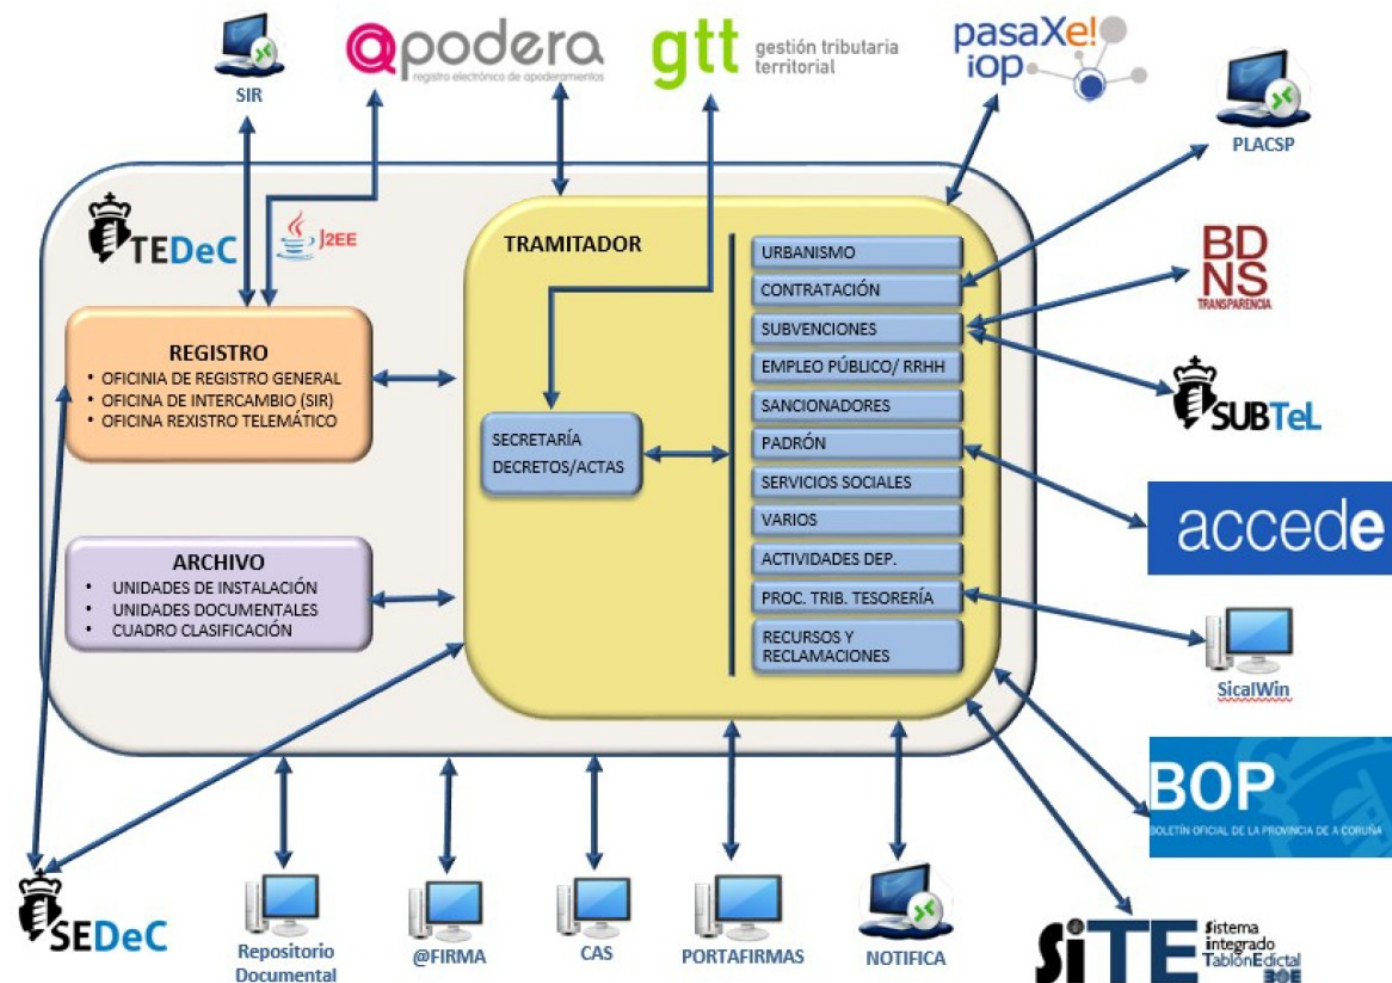 SIR
@podera
registro electrónico de apoderamientos
gtt
gestión tributaria
territorial
pasaXe!
iop
PLACSP
TEDeC
J2EE
TRAMITADOR
URBANISMO
CONTRATACIÓN
SUBVENCIONES
EMPLEO PÚBLICO/ RRHH
SANCIONADORES
PADRÓN
SERVICIOS SOCIALES
VARIOS
ACTIVIDADES DEP.
PROC. TRIB. TESORERÍA
RECURSOS Y
RECLAMACIONES
SECRETARÍA
DECRETOS/ACTAS
REGISTRO
• OFICINIA DE REGISTRO GENERAL
• OFICINA DE INTERCAMBIO (SIR)
• OFICINA REXISTRO TELEMÁTICO
ARCHIVO
• UNIDADES DE INSTALACIÓN
• UNIDADES DOCUMENTALES
• CUADRO CLASIFICACIÓN
BD
NS
TRANSPARENCIA
SUBTeL
accede
SicalWin
BOP
BOLETÍN OFICIAL DE LA PROVINCIA DE A CORUÑA
SEDeC
Repositorio
Documental
@FIRMA
CAS
PORTAFIRMAS
NOTIFICA
SiTE
Sistema
integrado
TablónEdictal
BOE